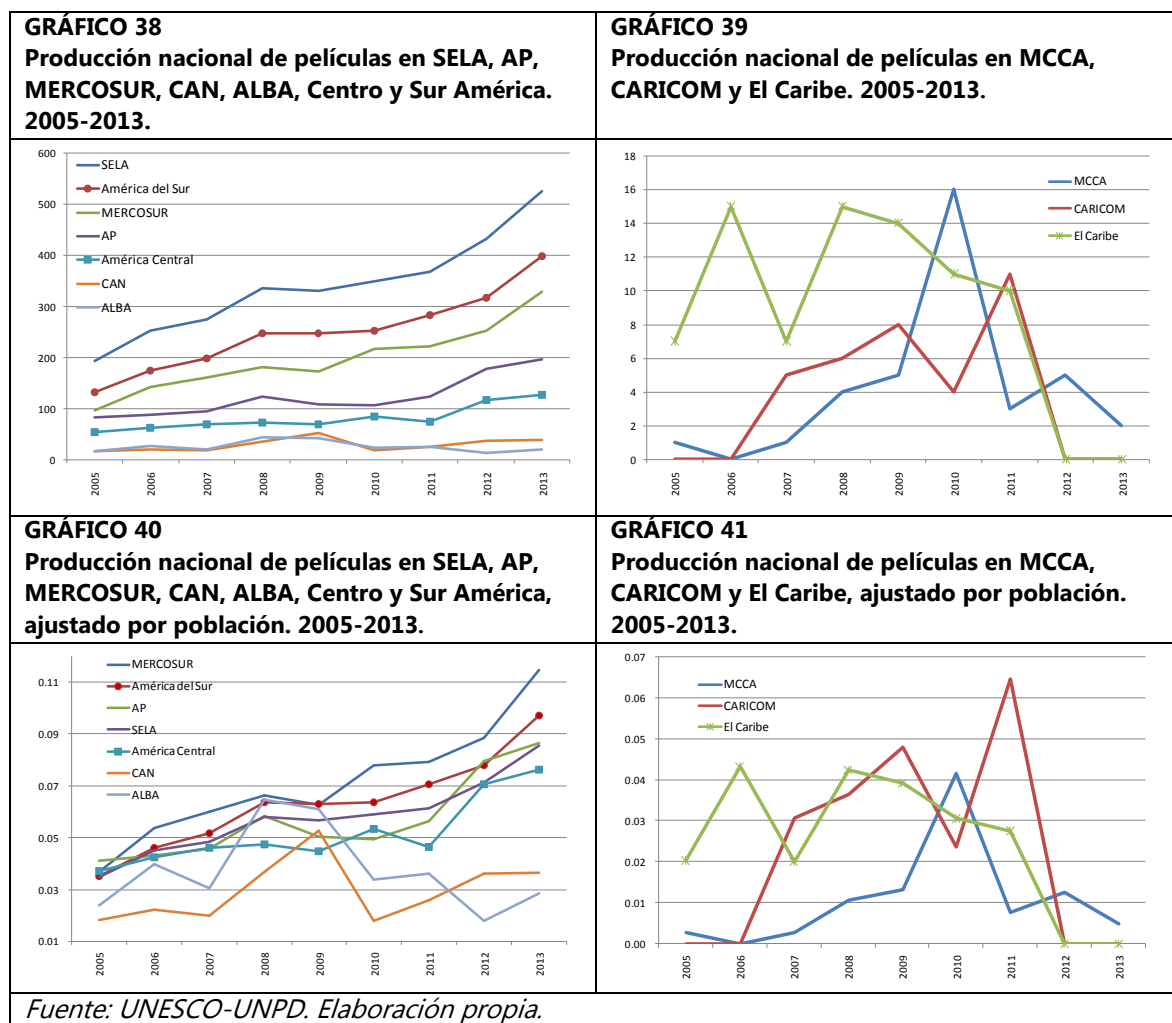 GRÁFICO 38
Producción nacional de películas en SELA, AP,
MERCOSUR, CAN, ALBA, Centro y Sur América.
2005-2013.
GRÁFICO 39
Producción nacional de películas en MCCA,
CARICOM y El Caribe. 2005-2013.
600
500
400
300
200
100
0
SELA
América del Sur
MERCOSUR
AP
América Central
CAN
ALBA
2005
2006
2007
2008
2009
2010
2011
2012
2013
18
16
14
12
10
8
6
4
2
0
MCCA
CARICOM
El Caribe
2005
2006
2007
2008
2009
2010
2011
2012
2013
GRÁFICO 40
Producción nacional de películas en SELA, AP,
MERCOSUR, CAN, ALBA, Centro y Sur América,
ajustado por población. 2005-2013.
GRÁFICO 41
Producción nacional de películas en MCCA,
CARICOM y El Caribe, ajustado por población.
2005-2013.
0.11
0.09
0.07
0.05
0.03
0.01
MERCOSUR
América del Sur
AP
SELA
América Central
CAN
ALBA
2005
2006
2007
2008
2009
2010
2011
2012
2013
0.07
0.06
0.05
0.04
0.03
0.02
0.01
0.00
MCCA
CARICOM
El Caribe
2005
2006
2007
2008
2009
2010
2011
2012
2013
Fuente: UNESCO-UNPD. Elaboración propia.